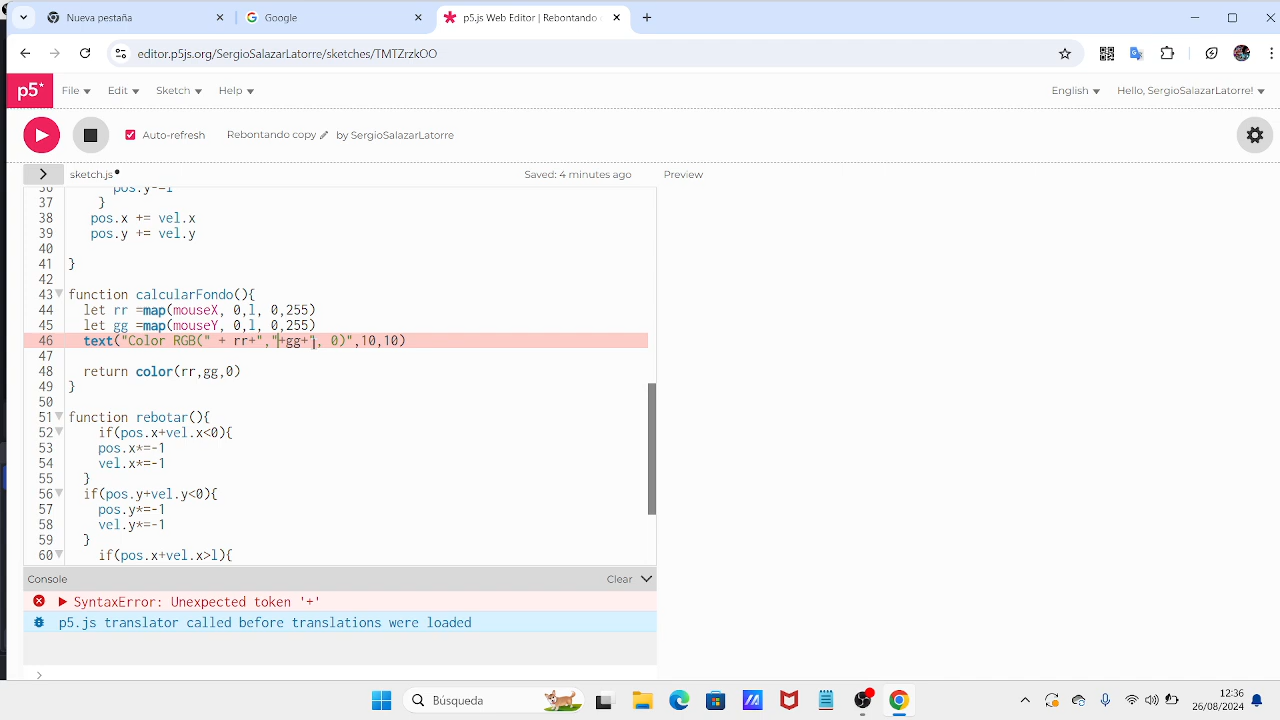 Nueva pestaña
Google
p5.js Web Editor | Rebontando
editor.p5js.org/SergioSalazarLatorre/sketches/TMTZrzkOO
p5* File Edit Sketch Help English Hello, SergioSalazarLatorre!
Auto-refresh Rebontando copy by SergioSalazarLatorre
sketch.js Saved: 4 minutes ago Preview
36 pos.y*=-1
37 }
38 pos.x += vel.x
39 pos.y += vel.y
40
41 }
42
43 function calcularFondo(){
44 let rr =map(mouseX, 0,l, 0,255)
45 let gg =map(mouseY, 0,l, 0,255)
46 text("Color RGB(" + rr+","+gg+", 0)",10,10)
47
48 return color(rr,gg,0)
49 }
50
51 function rebotar(){
52 if(pos.x+vel.x<0){
53 pos.x*=-1
54 vel.x*=-1
55 }
56 if(pos.y+vel.y<0){
57 pos.y*=-1
58 vel.y*=-1
59 }
60 if(pos.x+vel.x>l){
Console Clear
SyntaxError: Unexpected token '+'
p5.js translator called before translations were loaded
>
Búsqueda
12:36
26/08/2024